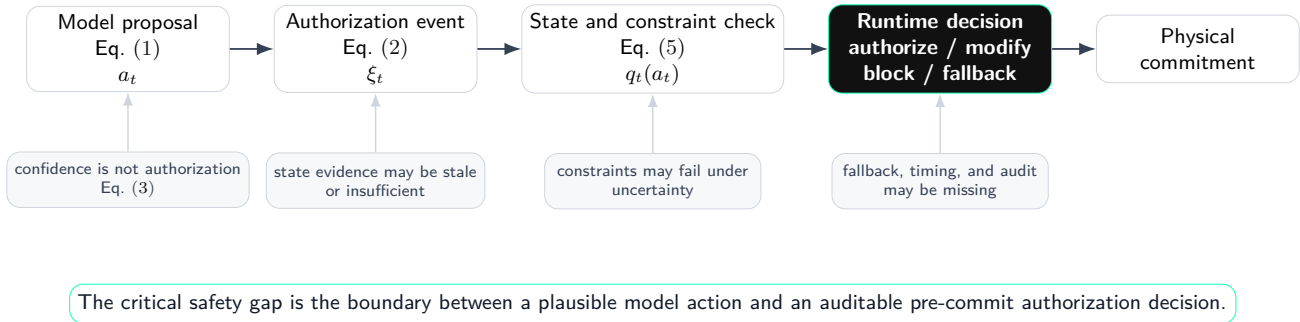 Model proposal
Eq. (1)
a_t
Authorization event
Eq. (2)
ξ_t
State and constraint check
Eq. (5)
q_t(a_t)
Runtime decision
authorize / modify
block / fallback
Physical
commitment
confidence is not authorization
Eq. (3)
state evidence may be stale
or insufficient
constraints may fail under
uncertainty
fallback, timing, and audit
may be missing
The critical safety gap is the boundary between a plausible model action and an auditable pre-commit authorization decision.